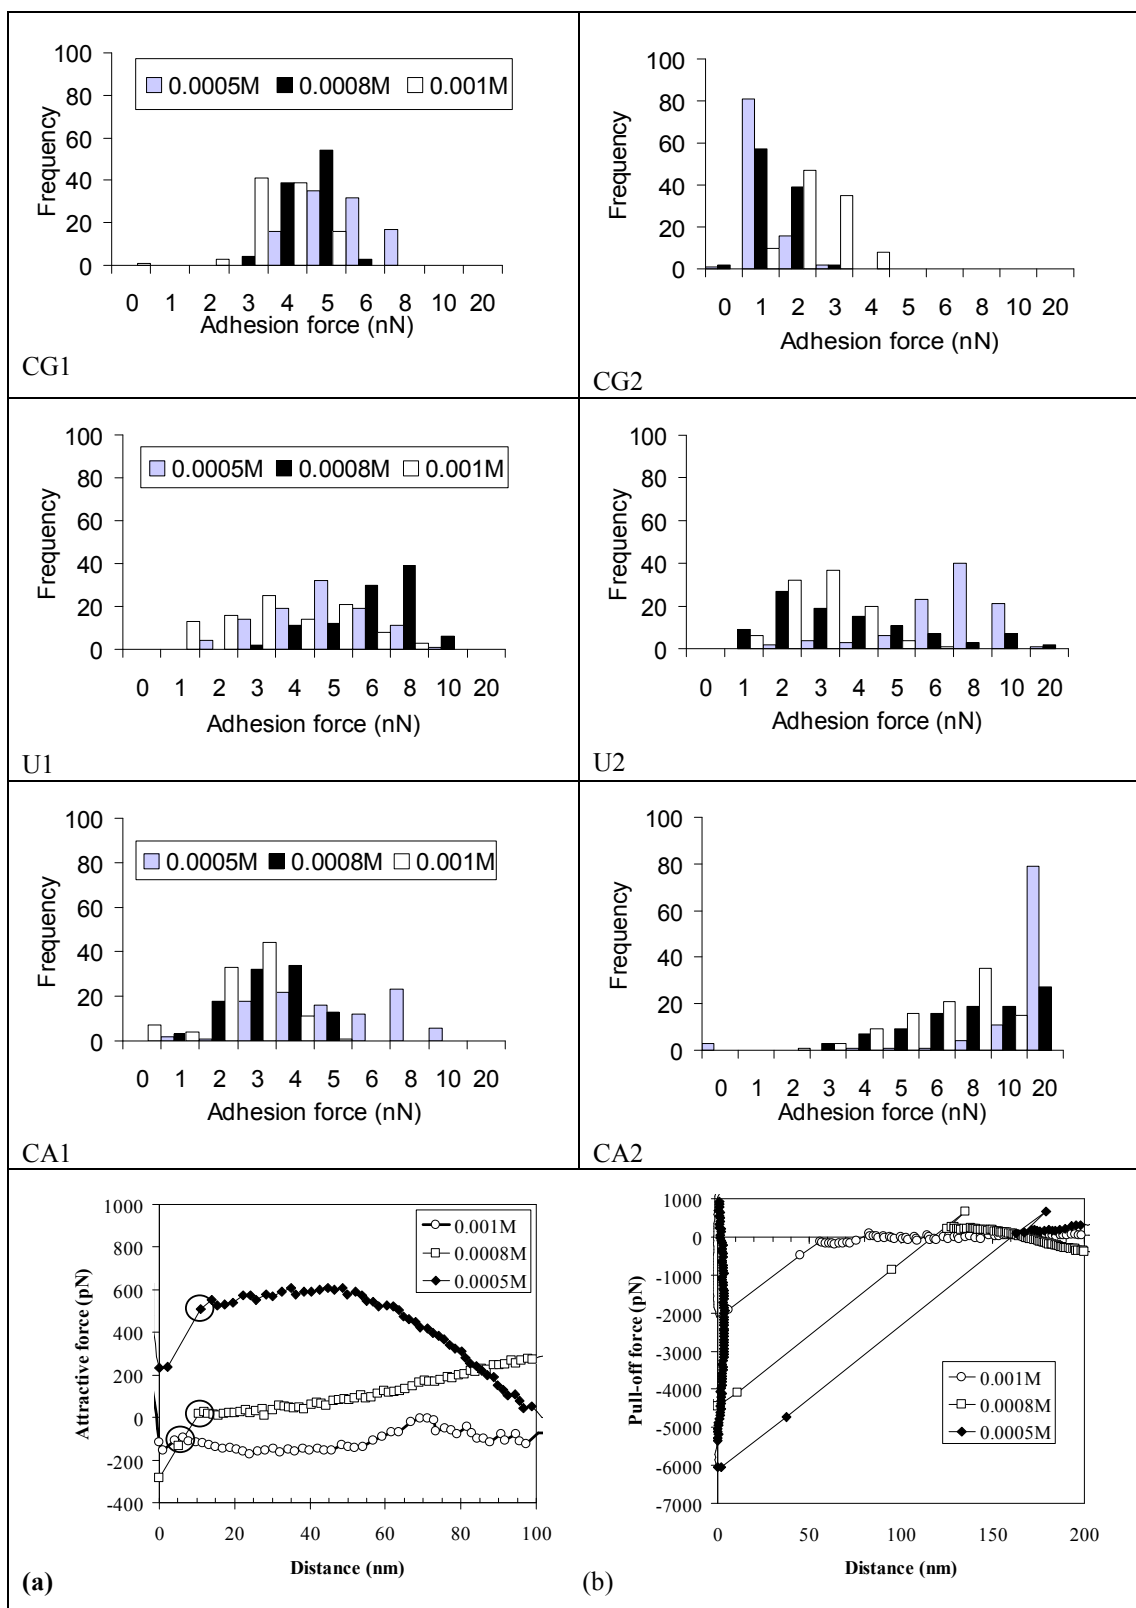 100
80
60
40
20
0
Frequency
0.0005M 0.0008M 0.001M
0 1 2 3 4 5 6 8 10 20
Adhesion force (nN)
CG1
100
80
60
40
20
0
Frequency
0 1 2 3 4 6 8 10 20
Adhesion force (nN)
CG2
100
80
60
40
20
0
Frequency
0.0005M 0.0008M 0.001M
0 1 2 3 4 5 6 8 10 20
Adhesion force (nN)
U1
100
80
60
40
20
0
Frequency
0 1 2 3 4 5 6 8 10 20
Adhesion force (nN)
U2
100
80
60
40
20
0
Frequency
0.0005M 0.0008M 0.001M
0 1 2 3 4 5 6 8 10 20
Adhesion force (nN)
CA1
100
80
60
40
20
0
Frequency
0 1 2 3 4 5 6 8 10 20
Adhesion force (nN)
CA2
1000
800
600
400
200
0
-200
-400
Attractive force (pN)
0.001M
0.0008M
0.0005M
0 20 40 60 80 100
Distance (nm)
(a)
1000
0
-1000
-2000
-3000
-4000
-5000
-6000
-7000
Pull-off force (pN)
0.001M
0.0008M
0.0005M
0 50 100 150 200
Distance (nm)
(b)